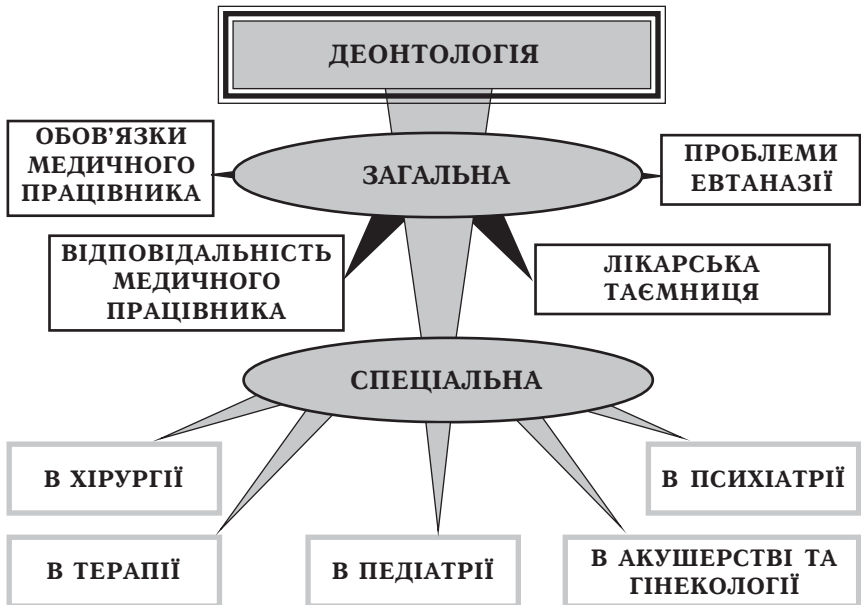 ДЕОНТОЛОГІЯ
ОБОВ'ЯЗКИ
МЕДИЧНОГО
ПРАЦІВНИКА
ЗАГАЛЬНА
ПРОБЛЕМИ
ЕВТАНАЗІЇ
ВІДПОВІДАЛЬНІСТЬ
МЕДИЧНОГО
ПРАЦІВНИКА
ЛІКАРСЬКА
ТАЄМНИЦЯ
СПЕЦІАЛЬНА
В ХІРУРГІЇ
В ПСИХІАТРІЇ
В ТЕРАПІЇ
В ПЕДІАТРІЇ
В АКУШЕРСТВІ ТА
ГІНЕКОЛОГІЇ